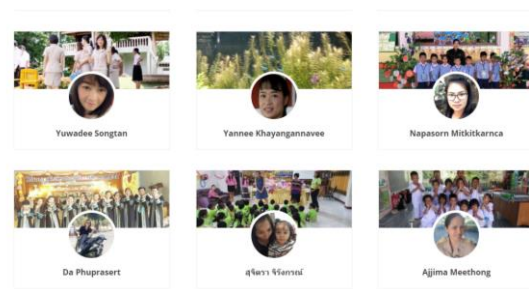 Yuwadee Songtan
Yannee Khayangannavee
Napasorn Mitkitkarnca
Da Phuprasert
สุจิตรา จิวังกรณ์
Ajjima Meethong